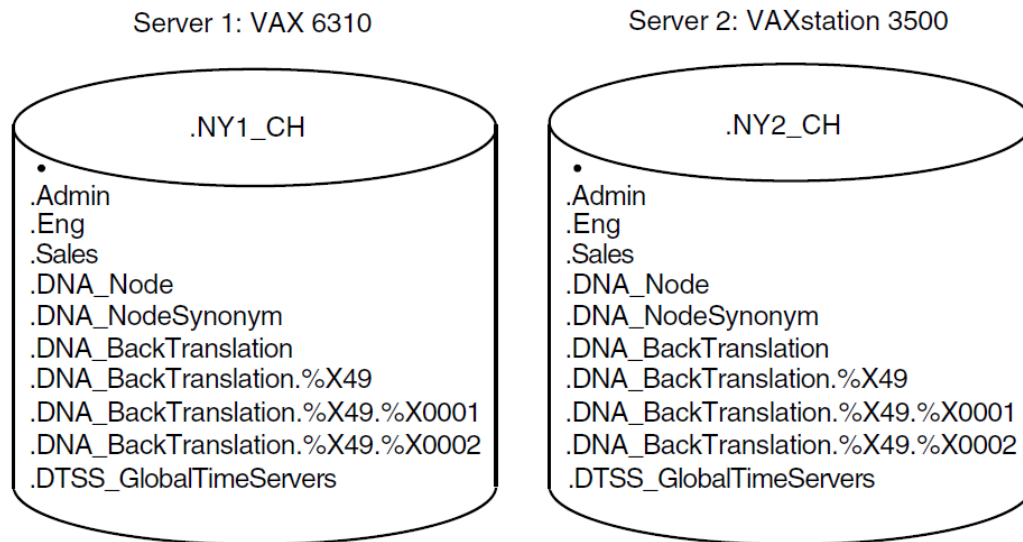 Server 1: VAX 6310
.NY1_CH
.
.Admin
.Eng
.Sales
.DNA_Node
.DNA_NodeSynonym
.DNA_BackTranslation
.DNA_BackTranslation.%X49
.DNA_BackTranslation.%X49.%X0001
.DNA_BackTranslation.%X49.%X0002
.DTSS_GlobalTimeServers
Server 2: VAXstation 3500
.NY2_CH
.
.Admin
.Eng
.Sales
.DNA_Node
.DNA_NodeSynonym
.DNA_BackTranslation
.DNA_BackTranslation.%X49
.DNA_BackTranslation.%X49.%X0001
.DNA_BackTranslation.%X49.%X0002
.DTSS_GlobalTimeServers